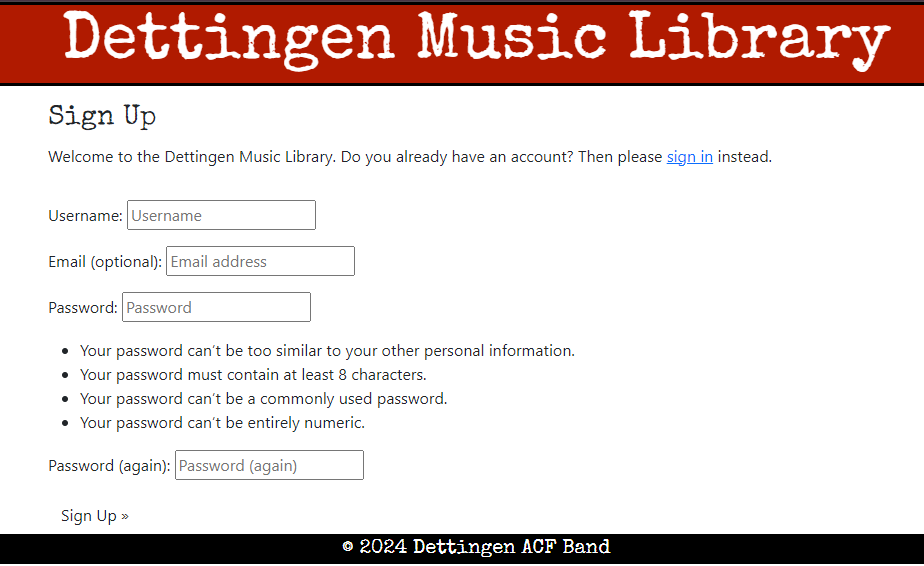 Dettingen Music Library
Sign Up
Welcome to the Dettingen Music Library. Do you already have an account? Then please sign in instead.
Username: Username
Email (optional): Email address
Password: Password
• Your password can't be too similar to your other personal information.
• Your password must contain at least 8 characters.
• Your password can't be a commonly used password.
• Your password can't be entirely numeric.
Password (again): Password (again)
Sign Up »
© 2024 Dettingen ACF Band